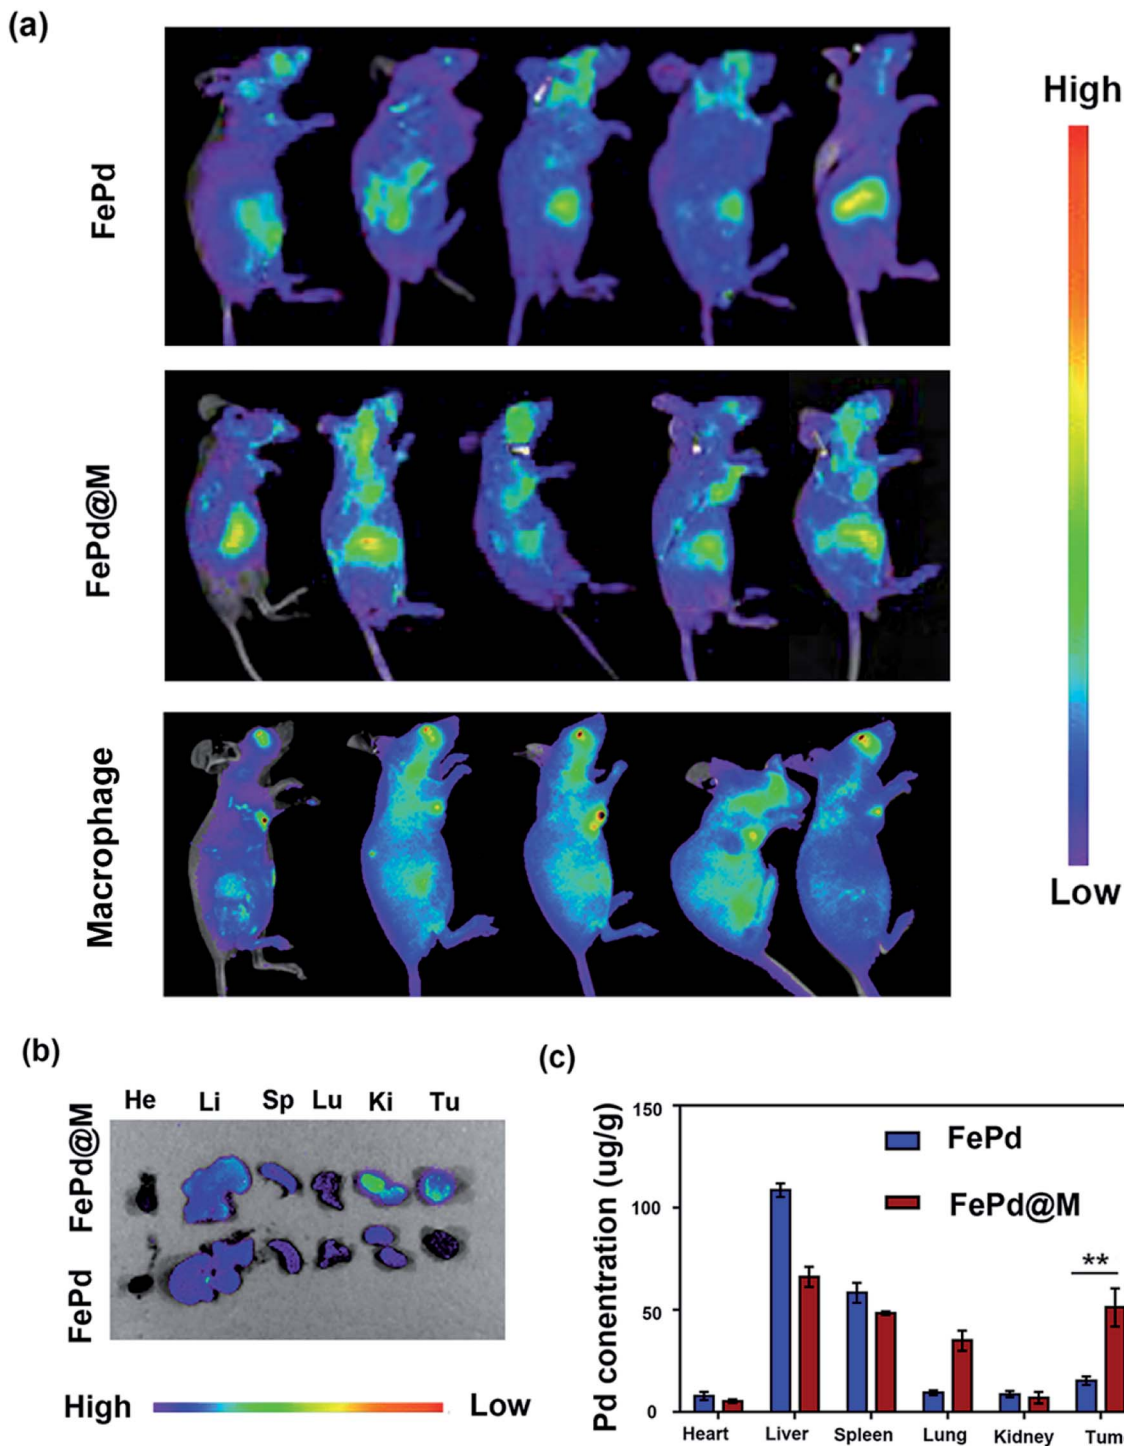 (a)
FePd
FePd@M
Macrophage
High
Low
(b)
He Li Sp Lu Ki Tu
FePd@M
FePd
High Low
(c)
Pd conentration (ug/g)
150
100
50
0
FePd
FePd@M
**
Heart Liver Spleen Lung Kidney Tum